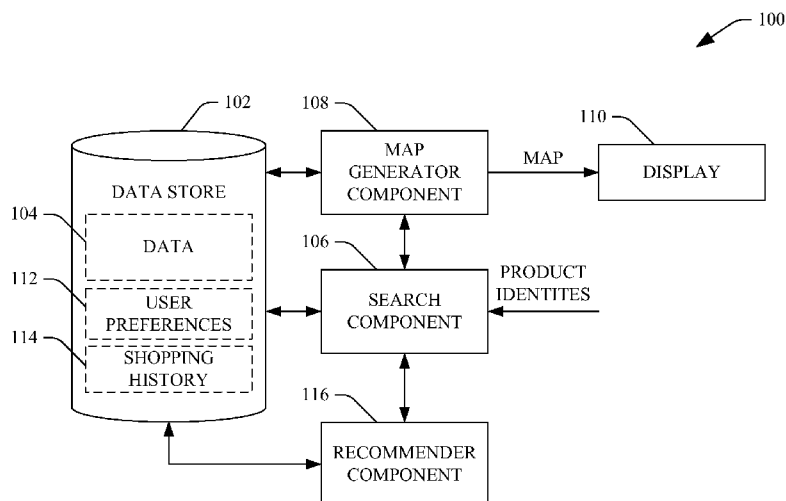 100
102
108
110
MAP
GENERATOR
COMPONENT
MAP
DISPLAY
DATA STORE
104
DATA
106
PRODUCT
IDENTITES
112
USER
PREFERENCES
SEARCH
COMPONENT
114
SHOPPING
HISTORY
116
RECOMMENDER
COMPONENT